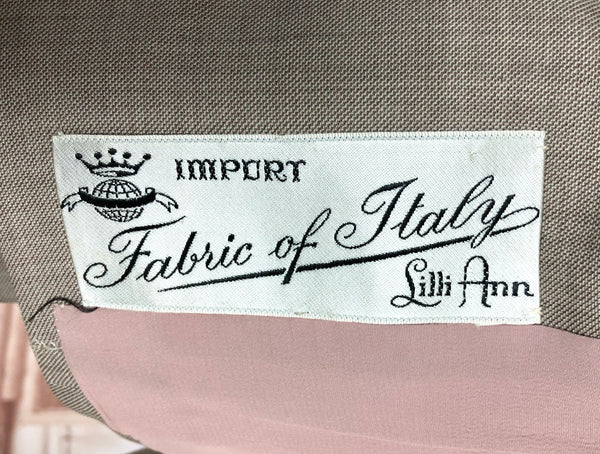 IMPORT
Fabric of Italy
Lilli Ann